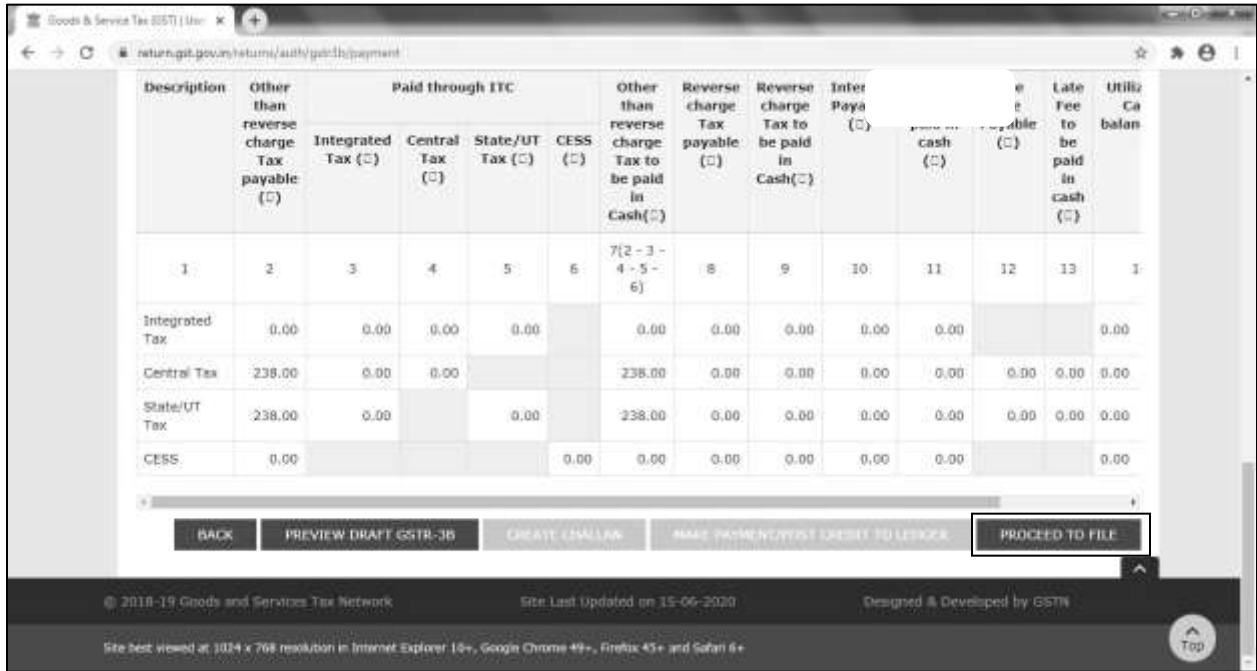 Goods & Service Tax (GST) | User
return.gst.gov.in/returns/auth/gstr3b/payment
Description Other than reverse charge Tax payable (₹) Paid through ITC Other than reverse charge Tax to be paid in Cash(₹) Reverse charge Tax payable (₹) Reverse charge Tax to be paid in Cash(₹) Late Fee to be paid in cash (₹)
Integrated Tax (₹) Central Tax (₹) State/UT Tax (₹) CESS (₹) cash (₹)
1 2 3 4 5 6 7(2 - 3 - 4 - 5 - 6) 8 9 10 11 12 13
Integrated Tax 0.00 0.00 0.00 0.00 0.00 0.00 0.00 0.00 0.00 0.00
Central Tax 238.00 0.00 0.00 238.00 0.00 0.00 0.00 0.00 0.00 0.00 0.00
State/UT Tax 238.00 0.00 0.00 238.00 0.00 0.00 0.00 0.00 0.00 0.00 0.00
CESS 0.00 0.00 0.00 0.00 0.00 0.00 0.00 0.00
BACK PREVIEW DRAFT GSTR-3B CREATE CHALLAN MAKE PAYMENT/POST CREDIT TO LEDGER PROCEED TO FILE
© 2018-19 Goods and Services Tax Network Site Last Updated on 15-06-2020 Designed & Developed by GSTN
Site best viewed at 1024 x 768 resolution in Internet Explorer 10+, Google Chrome 49+, Firefox 45+ and Safari 6+
Top